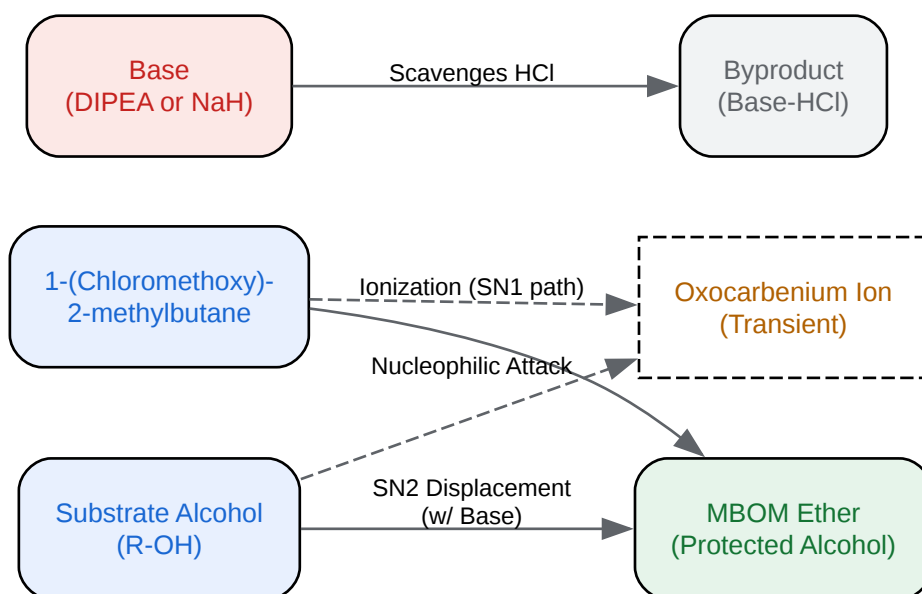 Base
(DIPEA or NaH)
Scavenges HCl
Byproduct
(Base-HCl)
1-(Chloromethoxy)-
2-methylbutane
Ionization (SN1 path)
Oxocarbenium Ion
(Transient)
Nucleophilic Attack
Substrate Alcohol
(R-OH)
SN2 Displacement
(w/ Base)
MBOM Ether
(Protected Alcohol)